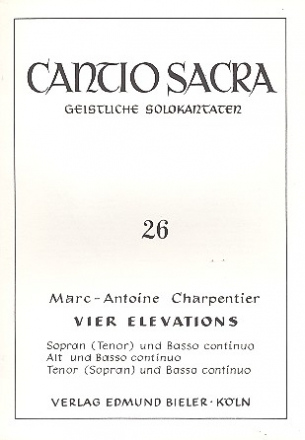 CANTIO SACRA
GEISTLICHE SOLOKANTATEN
26
Marc-Antoine Charpentier
VIER ELEVATIONS
Sopran (Tenor) und Basso continuo
Alt und Basso continuo
Tenor (Sopran) und Basso continuo
VERLAG EDMUND BIELER · KÖLN